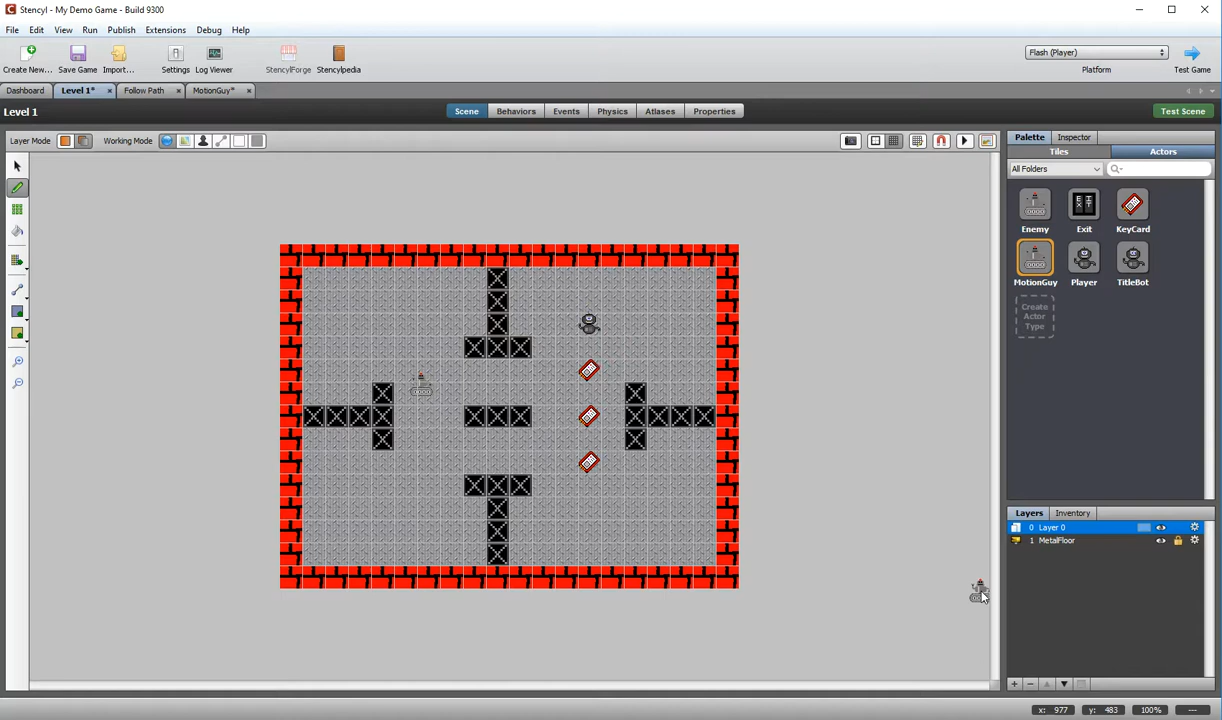 Stencyl - My Demo Game - Build 9300
File Edit View Run Publish Extensions Debug Help
Create New... Save Game Import... Settings Log Viewer StencylForge Stencylpedia
Flash (Player)
Platform
Test Game
Dashboard Level 1* Follow Path MotionGuy*
Level 1
Scene Behaviors Events Physics Atlases Properties
Test Scene
Layer Mode Working Mode
Palette Inspector
Tiles Actors
All Folders
Enemy Exit KeyCard
MotionGuy Player TitleBot
Create
Actor
Type
Layers Inventory
0 Layer 0
1 MetalFloor
x: 977 y: 483 100% ---